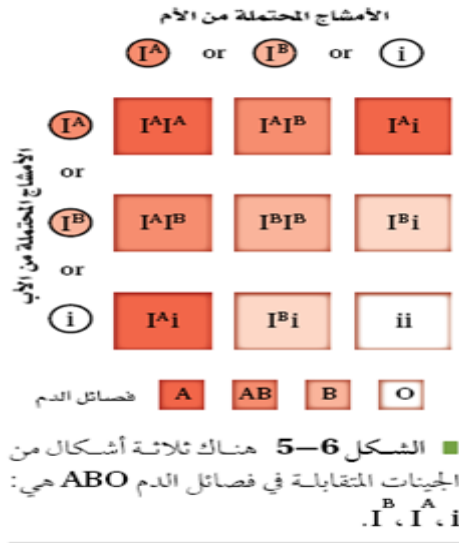 الأمشاج المحتملة من الأم
Iᴬ or Iᴮ or i
Iᴬ IᴬIᴬ IᴬIᴮ Iᴬi
or
Iᴮ IᴬIᴮ IᴮIᴮ Iᴮi
or
i Iᴬi Iᴮi ii
الأمشاج المحتملة من الأب
فصائل الدم A AB B O
الشكل 6–5 هناك ثلاثة أشكال من
الجينات المتقابلة في فصائل الدم ABO هي:
Iᴮ، Iᴬ، i.